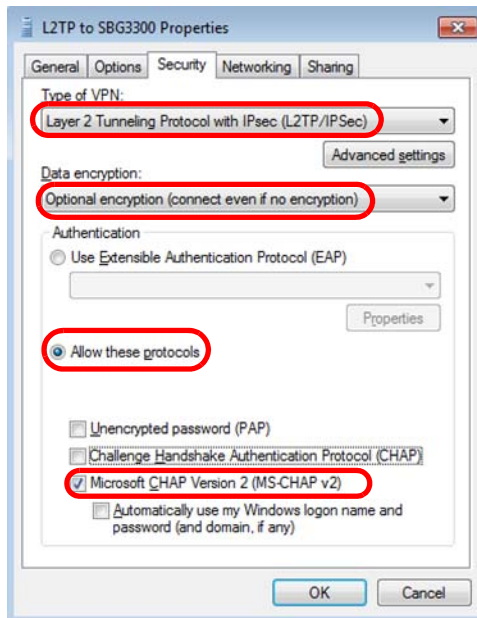 L2TP to SBG3300 Properties
General Options Security Networking Sharing
Type of VPN:
Layer 2 Tunneling Protocol with IPsec (L2TP/IPSec)
Advanced settings
Data encryption:
Optional encryption (connect even if no encryption)
Authentication
Use Extensible Authentication Protocol (EAP)
Properties
Allow these protocols
Unencrypted password (PAP)
Challenge Handshake Authentication Protocol (CHAP)
Microsoft CHAP Version 2 (MS-CHAP v2)
Automatically use my Windows logon name and
password (and domain, if any)
OK Cancel